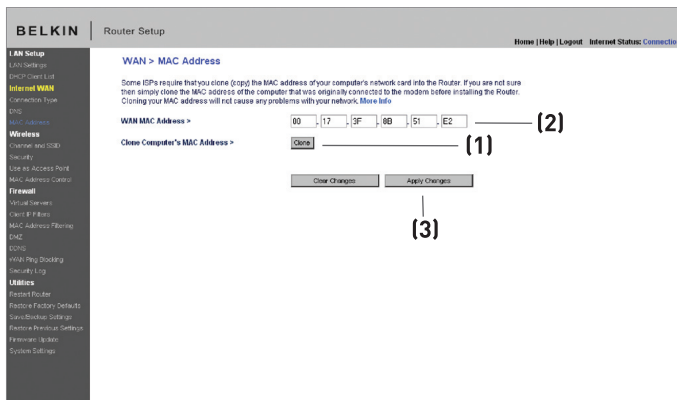 BELKIN
Router Setup
Home | Help | Logout Internet Status: Connectio
LAN Setup
LAN Settings
DHCP Client List
Internet WAN
Connection Type
DNS
MAC Address
Wireless
Channel and SSID
Security
Use as Access Point
MAC Address Control
Firewall
Virtual Servers
Client IP Filters
MAC Address Filtering
DMZ
DDNS
WAN Ping Blocking
Security Log
Utilities
Restart Router
Restore Factory Defaults
Save/Backup Settings
Restore Previous Settings
Firmware Update
System Settings
WAN > MAC Address
Some ISPs require that you clone (copy) the MAC address of your computer's network card into the Router. If you are not sure
then simply clone the MAC address of the computer that was originally connected to the modem before installing the Router.
Cloning your MAC address will not cause any problems with your network. More Info
WAN MAC Address > 00 . 17 . 3F . 8B . 51 . E2 (2)
Clone Computer's MAC Address > Clone (1)
Clear Changes Apply Changes
(3)